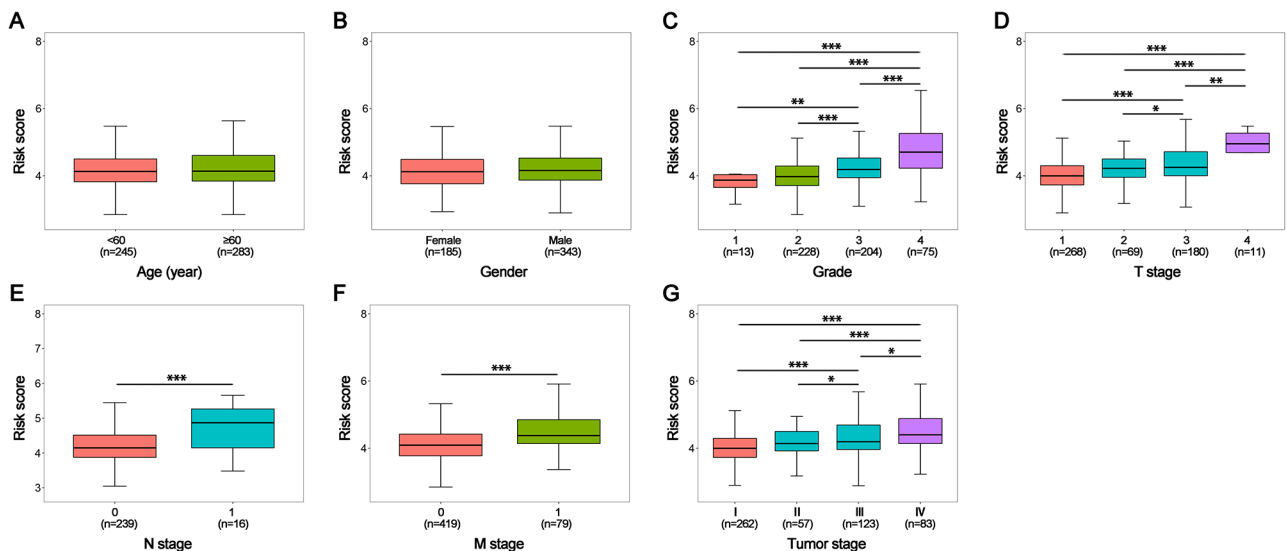 A
Risk score
8
6
4
<60
≥60
(n=245)
(n=283)
Age (year)
B
Risk score
8
6
4
Female
Male
(n=185)
(n=343)
Gender
C
Risk score
8
6
4
***
***
***
**
***
1
2
3
4
(n=13)
(n=228)
(n=204)
(n=75)
Grade
D
Risk score
8
6
4
***
***
**
***
*
1
2
3
4
(n=268)
(n=69)
(n=180)
(n=11)
T stage
E
Risk score
8
7
6
5
4
3
***
0
1
(n=239)
(n=16)
N stage
F
Risk score
8
6
4
***
0
1
(n=419)
(n=79)
M stage
G
Risk score
8
6
4
***
***
*
***
*
I
II
III
IV
(n=262)
(n=57)
(n=123)
(n=83)
Tumor stage